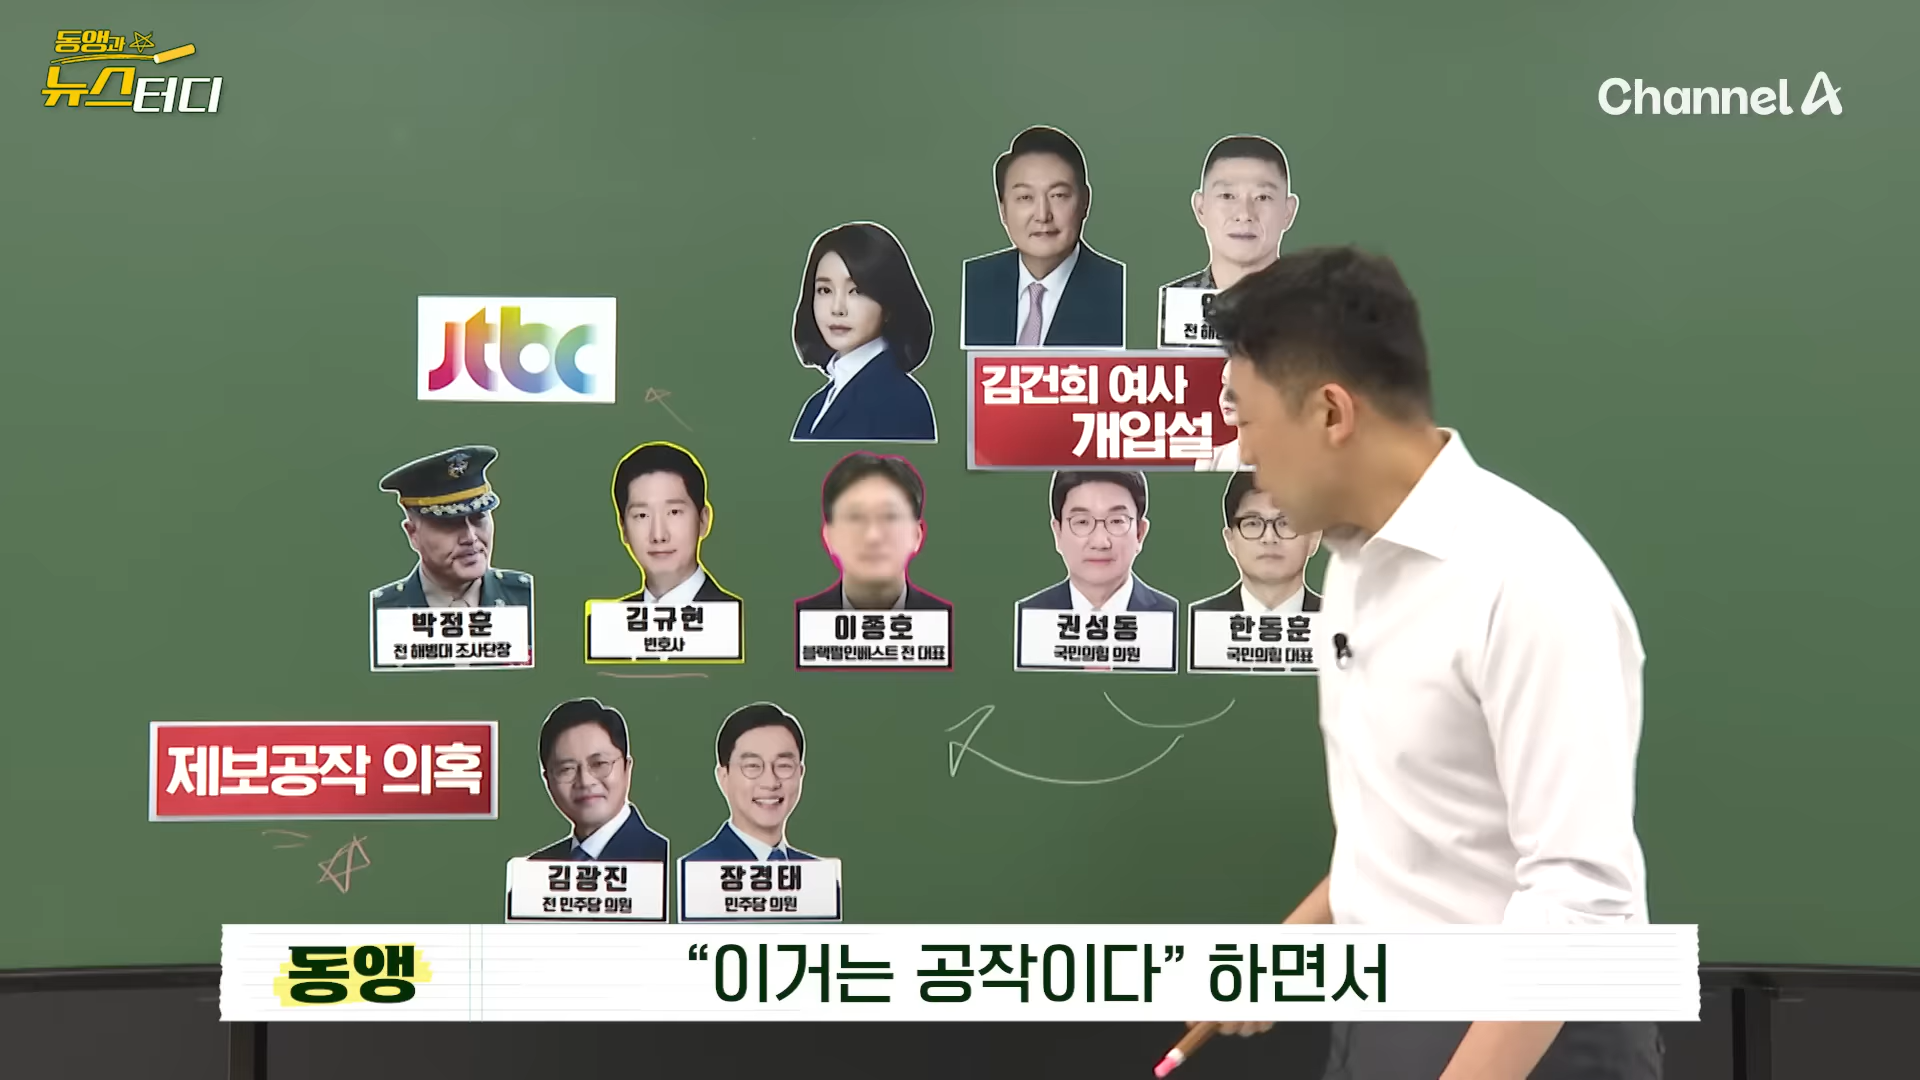 동앵과
뉴스터디
Channel A
jtbc
전 해
김건희 여사
개입설
박정훈
전 해병대 조사단장
김규현
변호사
이종호
블랙펄인베스트 전 대표
권성동
국민의힘 의원
한동훈
국민의힘 대표
제보공작 의혹
김광진
전 민주당 의원
장경태
민주당 의원
동앵
“이거는 공작이다” 하면서